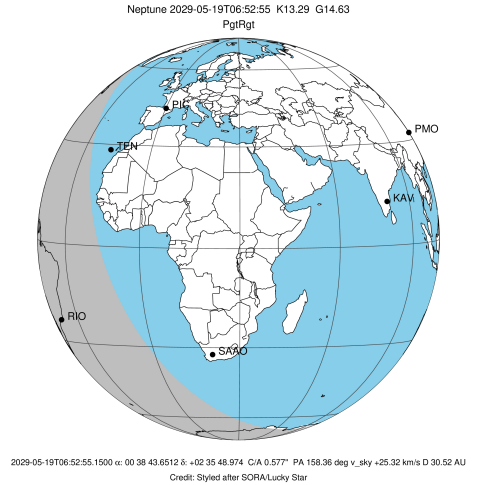 Neptune 2029-05-19T06:52:55 K13.29 G14.63
PgtRgt
PIC
PMO
TEN
KAV
RIO
SAAO
2029-05-19T06:52:55.1500 α: 00 38 43.6512 δ: +02 35 48.974 C/A 0.577" PA 158.36 deg v_sky +25.32 km/s D 30.52 AU
Credit: Styled after SORA/Lucky Star